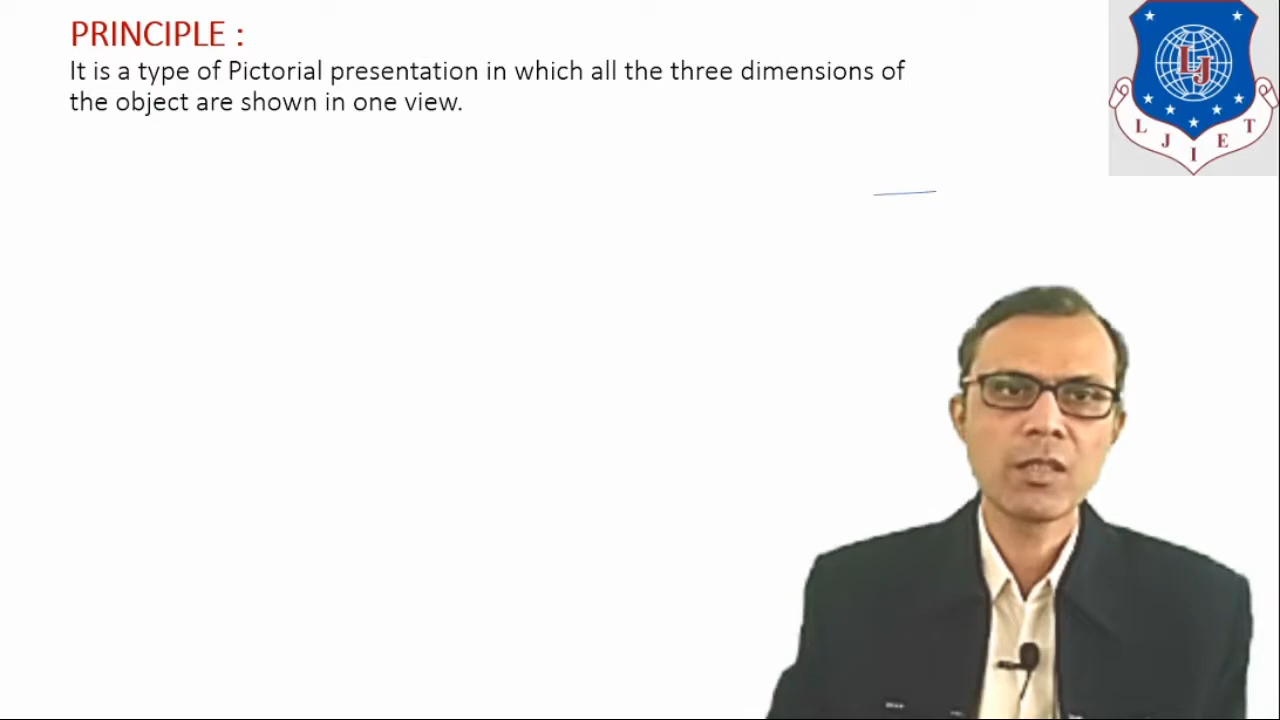 PRINCIPLE :
It is a type of Pictorial presentation in which all the three dimensions of
the object are shown in one view.
LJ
L J I E T